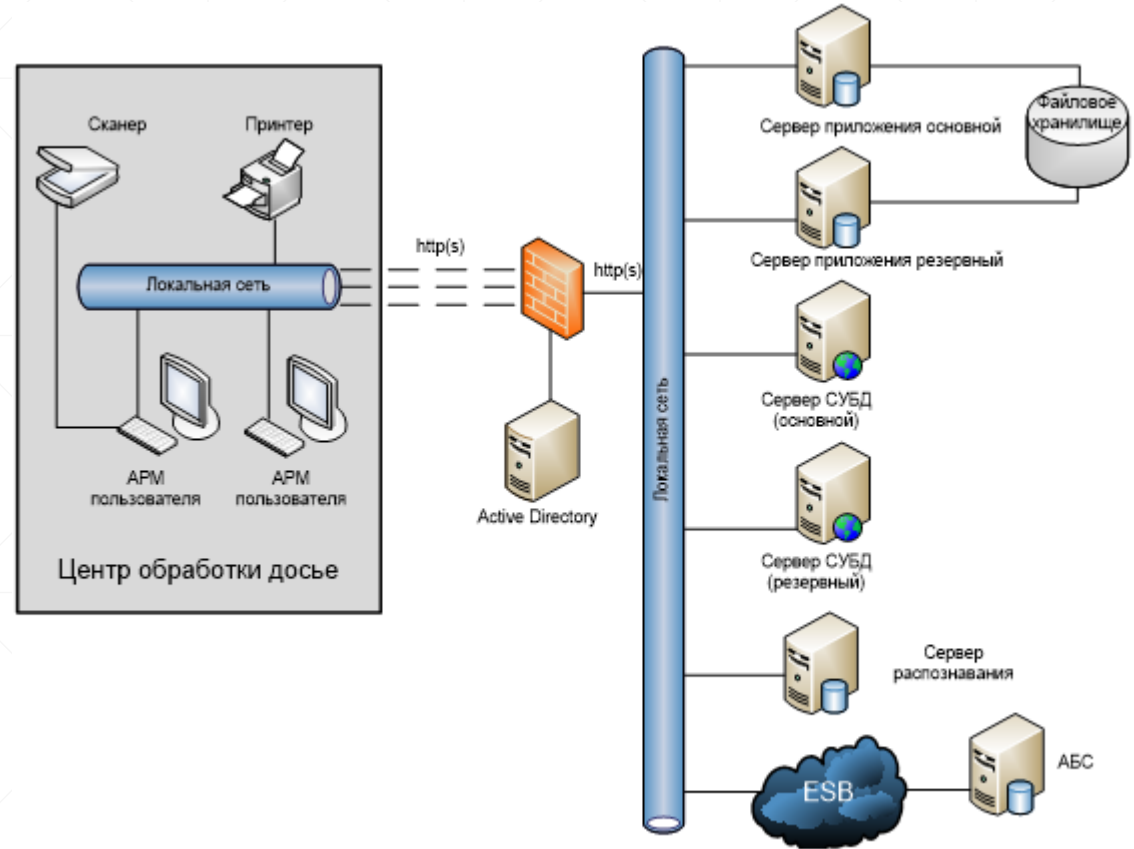 Сканер
Принтер
Локальная сеть
АРМ
пользователя
АРМ
пользователя
Центр обработки досье
http(s)
http(s)
Active Directory
Локальная сеть
Сервер приложения основной
Файловое
хранилище
Сервер приложения резервный
Сервер СУБД
(основной)
Сервер СУБД
(резервный)
Сервер
распознавания
ESB
АБС